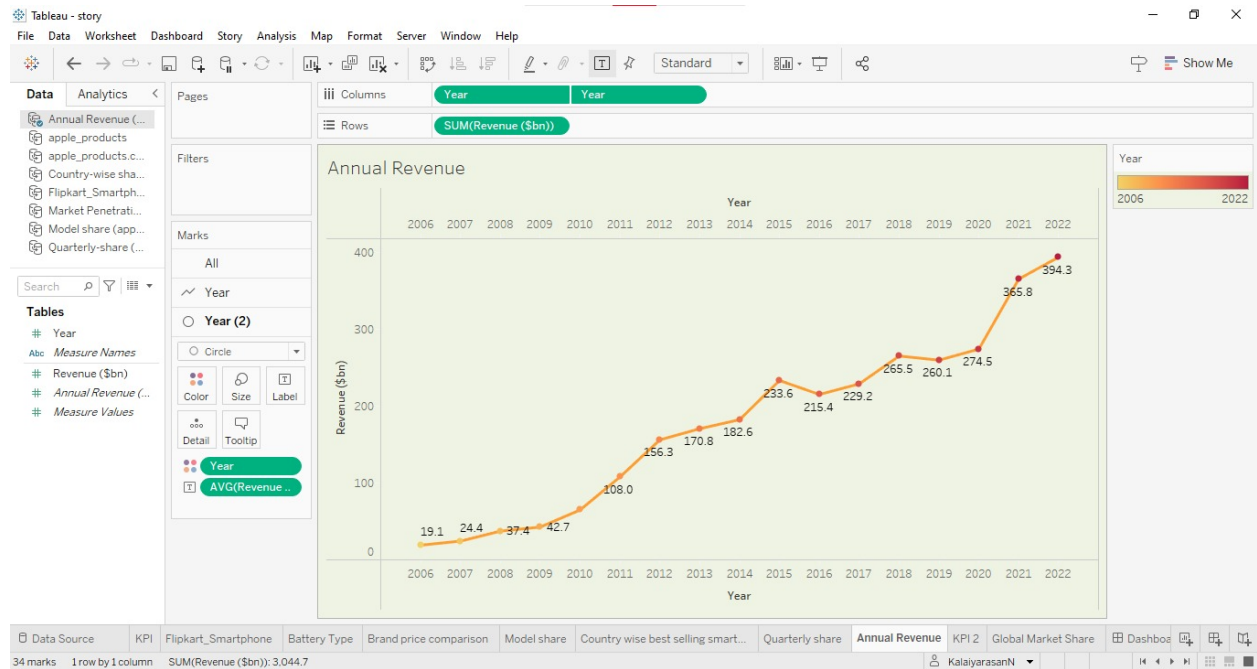 Tableau - story
File Data Worksheet Dashboard Story Analysis Map Format Server Window Help
Standard
Show Me
Data Analytics
Annual Revenue (...
apple_products
apple_products.c...
Country-wise sha...
Flipkart_Smartph...
Market Penetrati...
Model share (app...
Quarterly-share (...
Search
Tables
Year
Abc Measure Names
Revenue ($bn)
Annual Revenue (...
Measure Values
Pages
Filters
Marks
All
Year
Year (2)
Circle
Color Size Label
Detail Tooltip
Year
AVG(Revenue ..
Columns Year Year
Rows SUM(Revenue ($bn))
Annual Revenue
Year
2006 2007 2008 2009 2010 2011 2012 2013 2014 2015 2016 2017 2018 2019 2020 2021 2022
Revenue ($bn)
400
300
200
100
0
19.1 24.4 37.4 42.7 108.0 156.3 170.8 182.6 233.6 215.4 229.2 265.5 260.1 274.5 365.8 394.3
2006 2007 2008 2009 2010 2011 2012 2013 2014 2015 2016 2017 2018 2019 2020 2021 2022
Year
Year
2006 2022
Data Source KPI Flipkart_Smartphone Battery Type Brand price comparison Model share Country wise best selling smart... Quarterly share Annual Revenue KPI 2 Global Market Share Dashboa
34 marks 1 row by 1 column SUM(Revenue ($bn)): 3,044.7 KalaiyarasanN